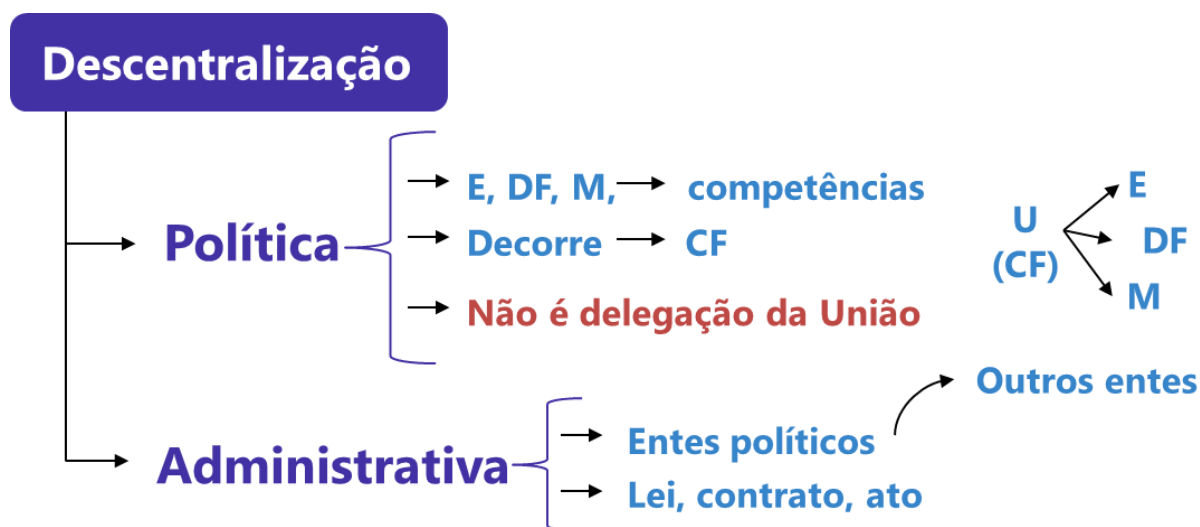 Descentralização
Política
E, DF, M, competências
Decorre CF
Não é delegação da União
U
(CF)
E
DF
M
Administrativa
Entes políticos
Outros entes
Lei, contrato, ato